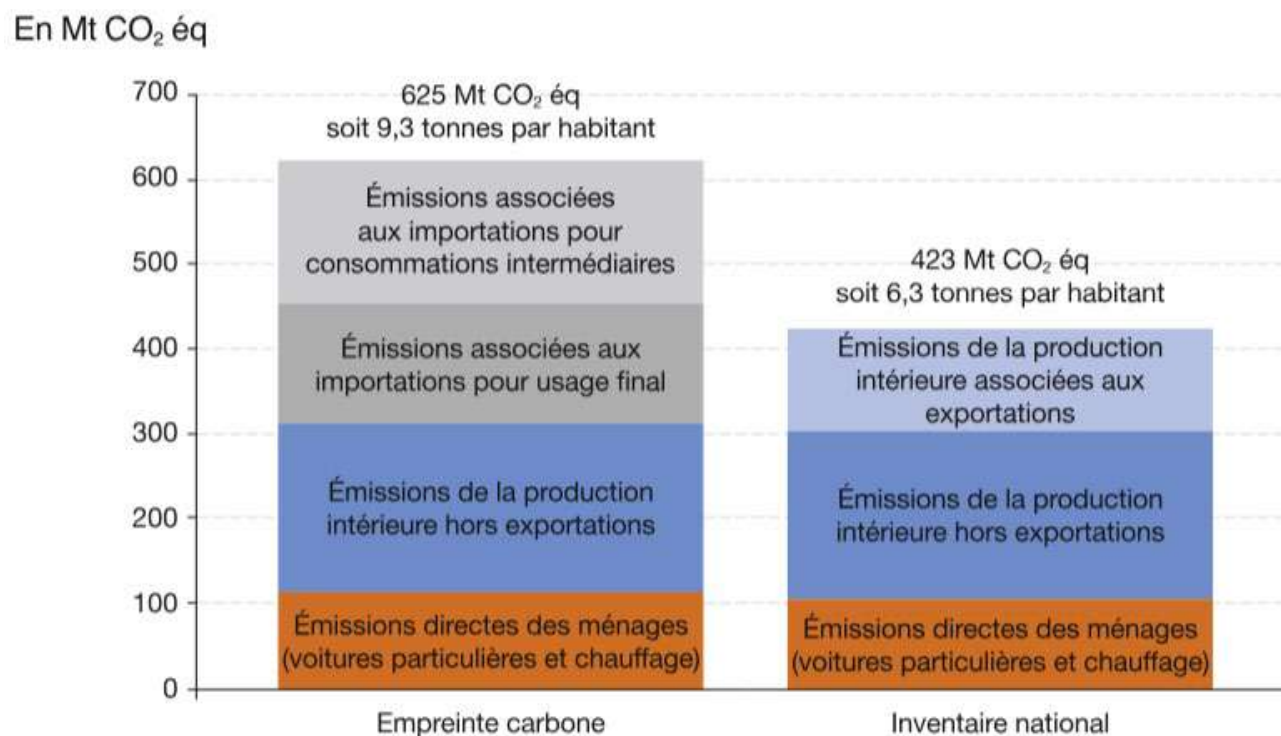 En Mt CO₂ éq
700
600
500
400
300
200
100
0
625 Mt CO₂ éq
soit 9,3 tonnes par habitant
Émissions associées
aux importations pour
consommations intermédiaires
Émissions associées aux
importations pour usage final
Émissions de la production
intérieure hors exportations
Émissions directes des ménages
(voitures particulières et chauffage)
Empreinte carbone
423 Mt CO₂ éq
soit 6,3 tonnes par habitant
Émissions de la production
intérieure associées aux
exportations
Émissions de la production
intérieure hors exportations
Émissions directes des ménages
(voitures particulières et chauffage)
Inventaire national